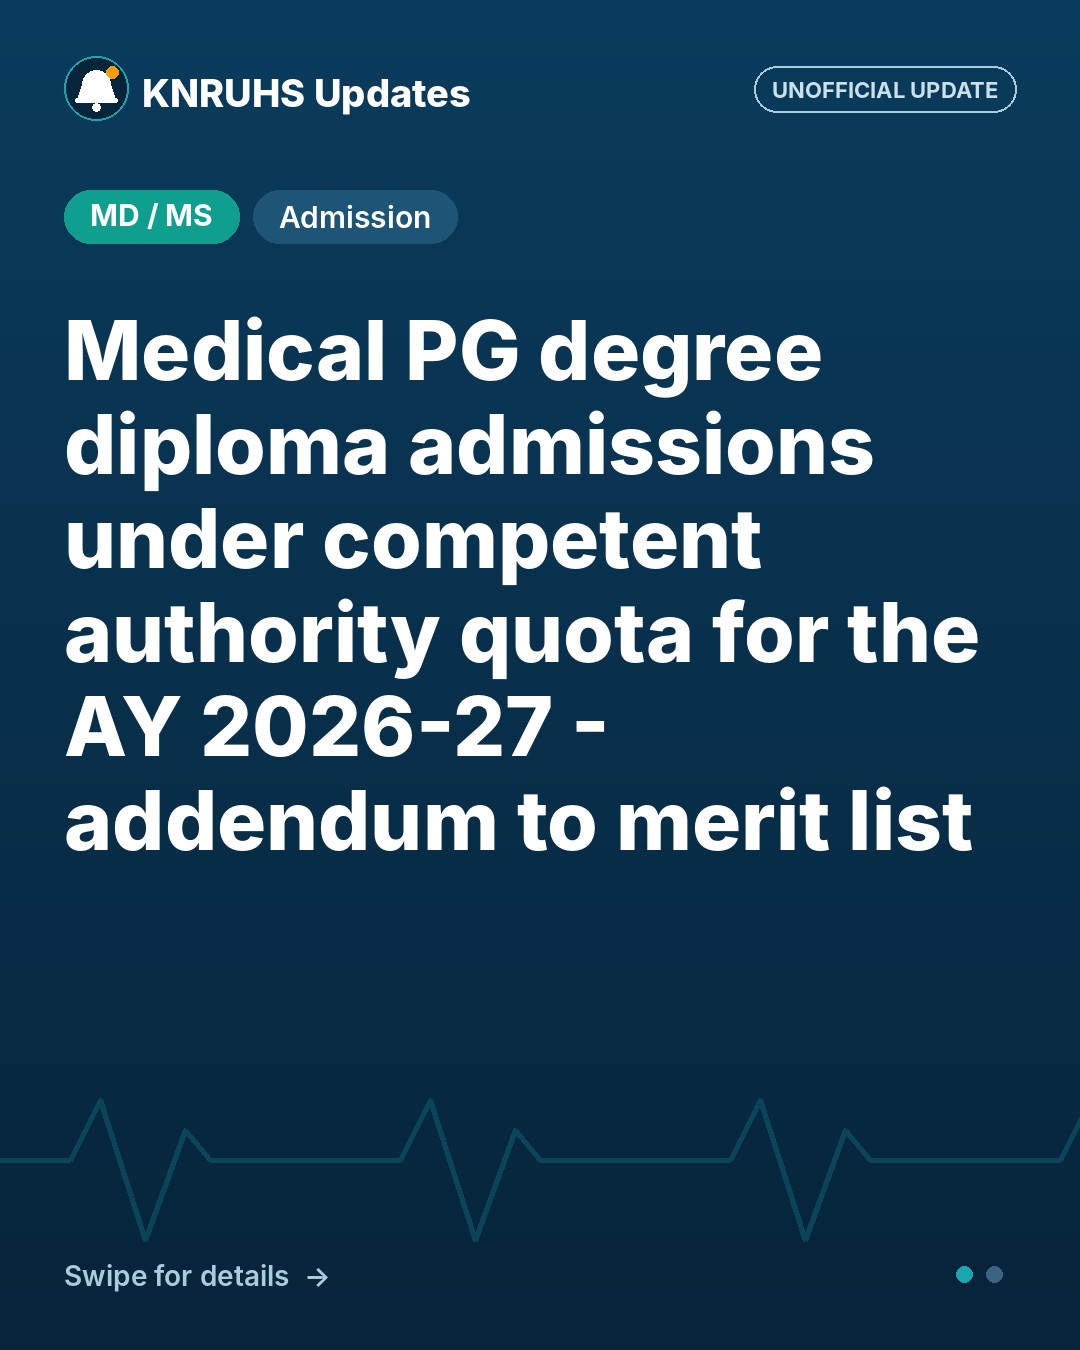 KNRUHS Updates
UNOFFICIAL UPDATE
MD / MS
Admission
Medical PG degree
diploma admissions
under competent
authority quota for the
AY 2026-27 -
addendum to merit list
Swipe for details →